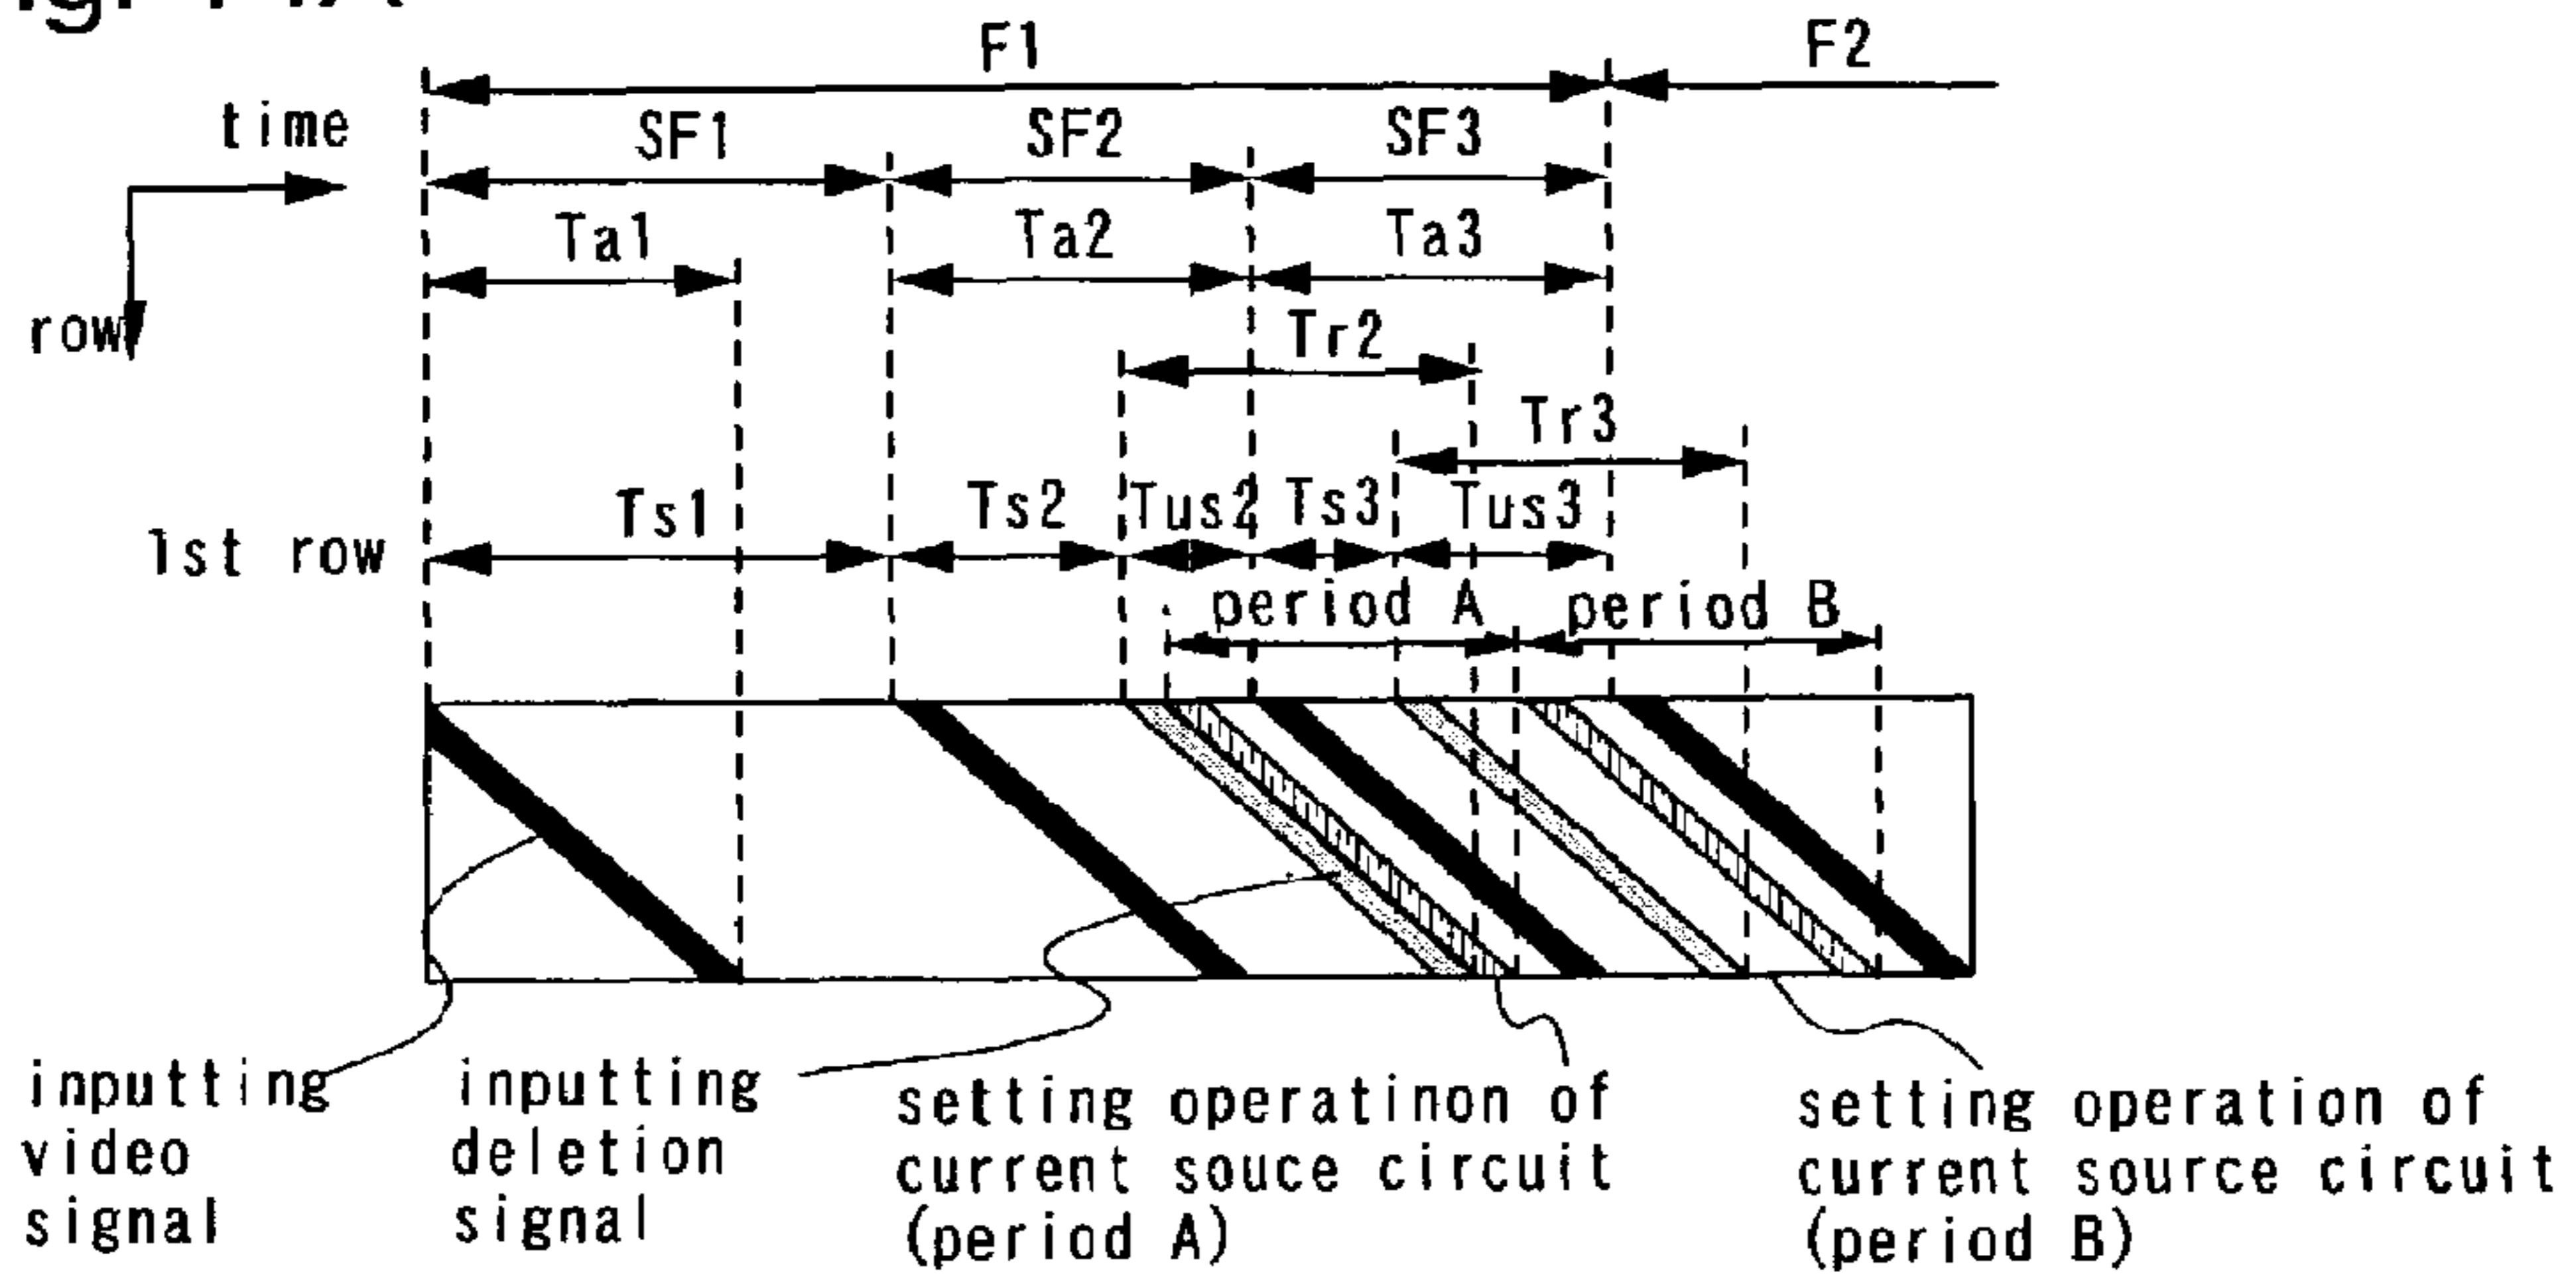 F1 F2
time SF1 SF2 SF3
Ta1 Ta2 Ta3
row Tr2
Tr3
1st row Ts1 Ts2 Tus2 Ts3 Tus3
period A period B
inputting
video
signal
inputting
deletion
signal
setting operatinon of
current souce circuit
(period A)
setting operation of
current source circuit
(period B)